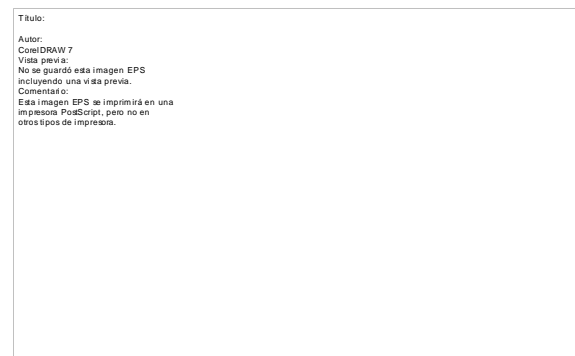 Título:
Autor:
CorelDRAW 7
Vista previa:
No se guardó esta imagen EPS
incluyendo una vista previa.
Comentario:
Esta imagen EPS se imprimirá en una
impresora PostScript, pero no en
otros tipos de impresora.